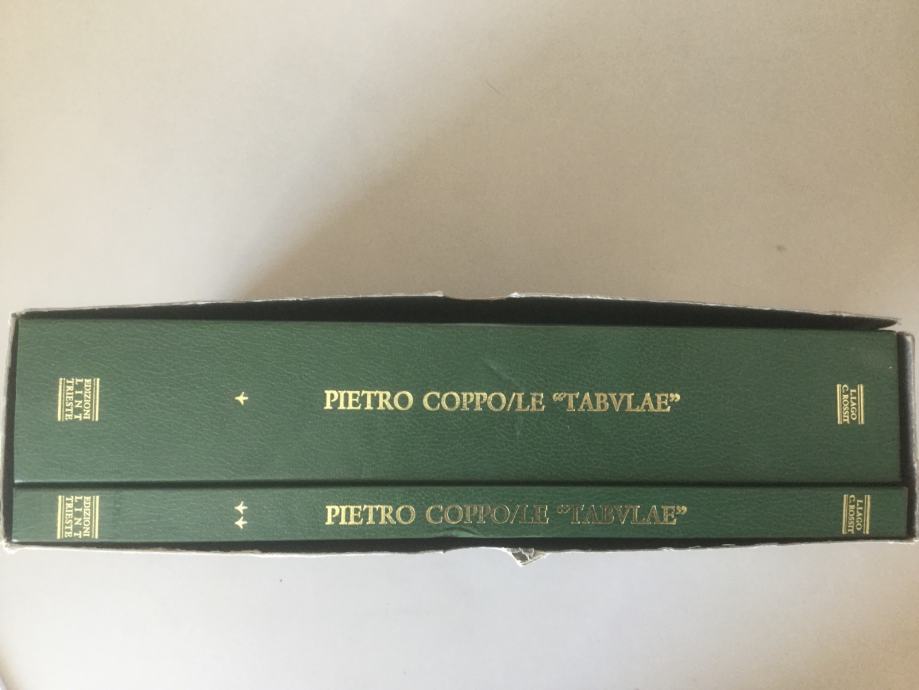 EDIZIONI
LINT
TRIESTE
PIETRO COPPO/LE “TABVLAE”
L.LAGO
C.ROSSIT
EDIZIONI
LINT
TRIESTE
PIETRO COPPO/LE “TABVLAE”
L.LAGO
C.ROSSIT